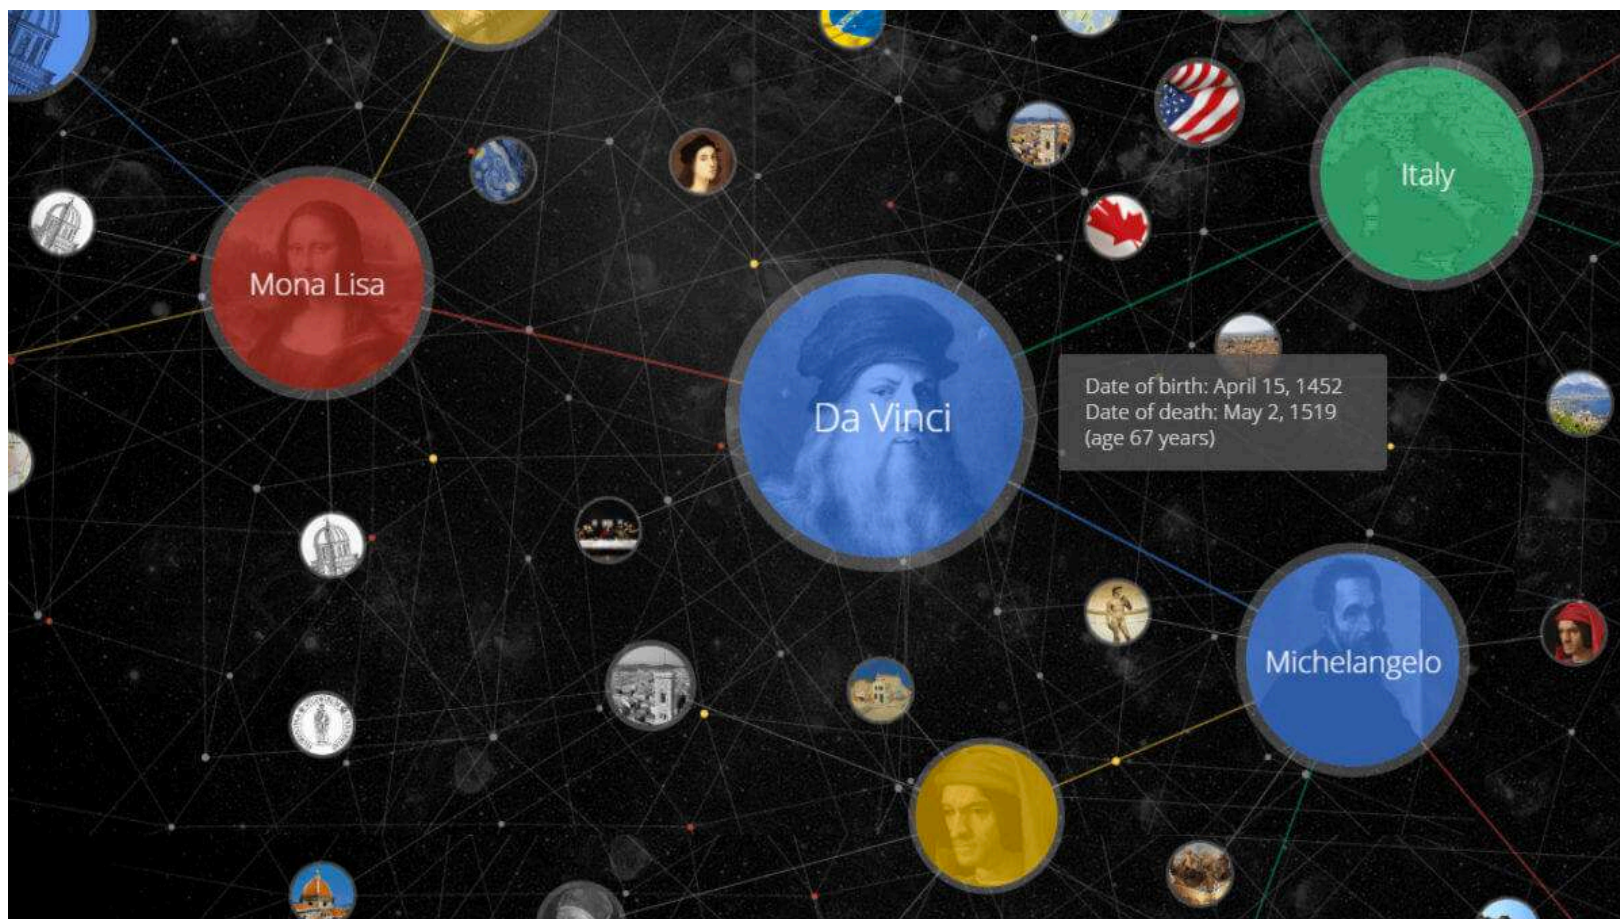 Italy
Mona Lisa
Da Vinci
Date of birth: April 15, 1452
Date of death: May 2, 1519
(age 67 years)
Michelangelo